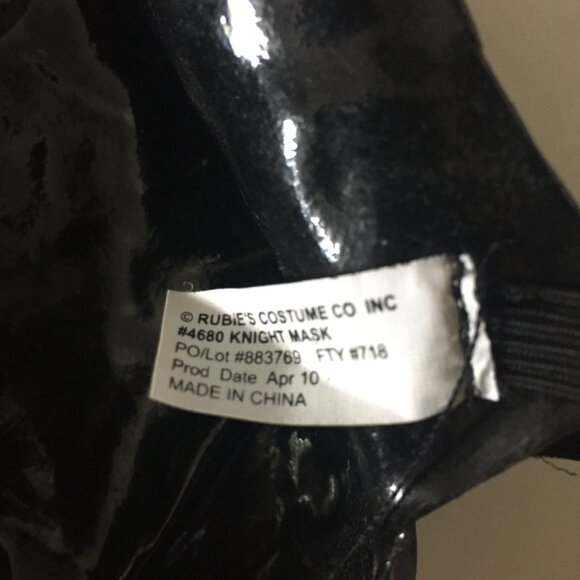 © RUBIE'S COSTUME CO INC
#4680 KNIGHT MASK
PO/Lot #883769 FTY #718
Prod Date Apr 10
MADE IN CHINA